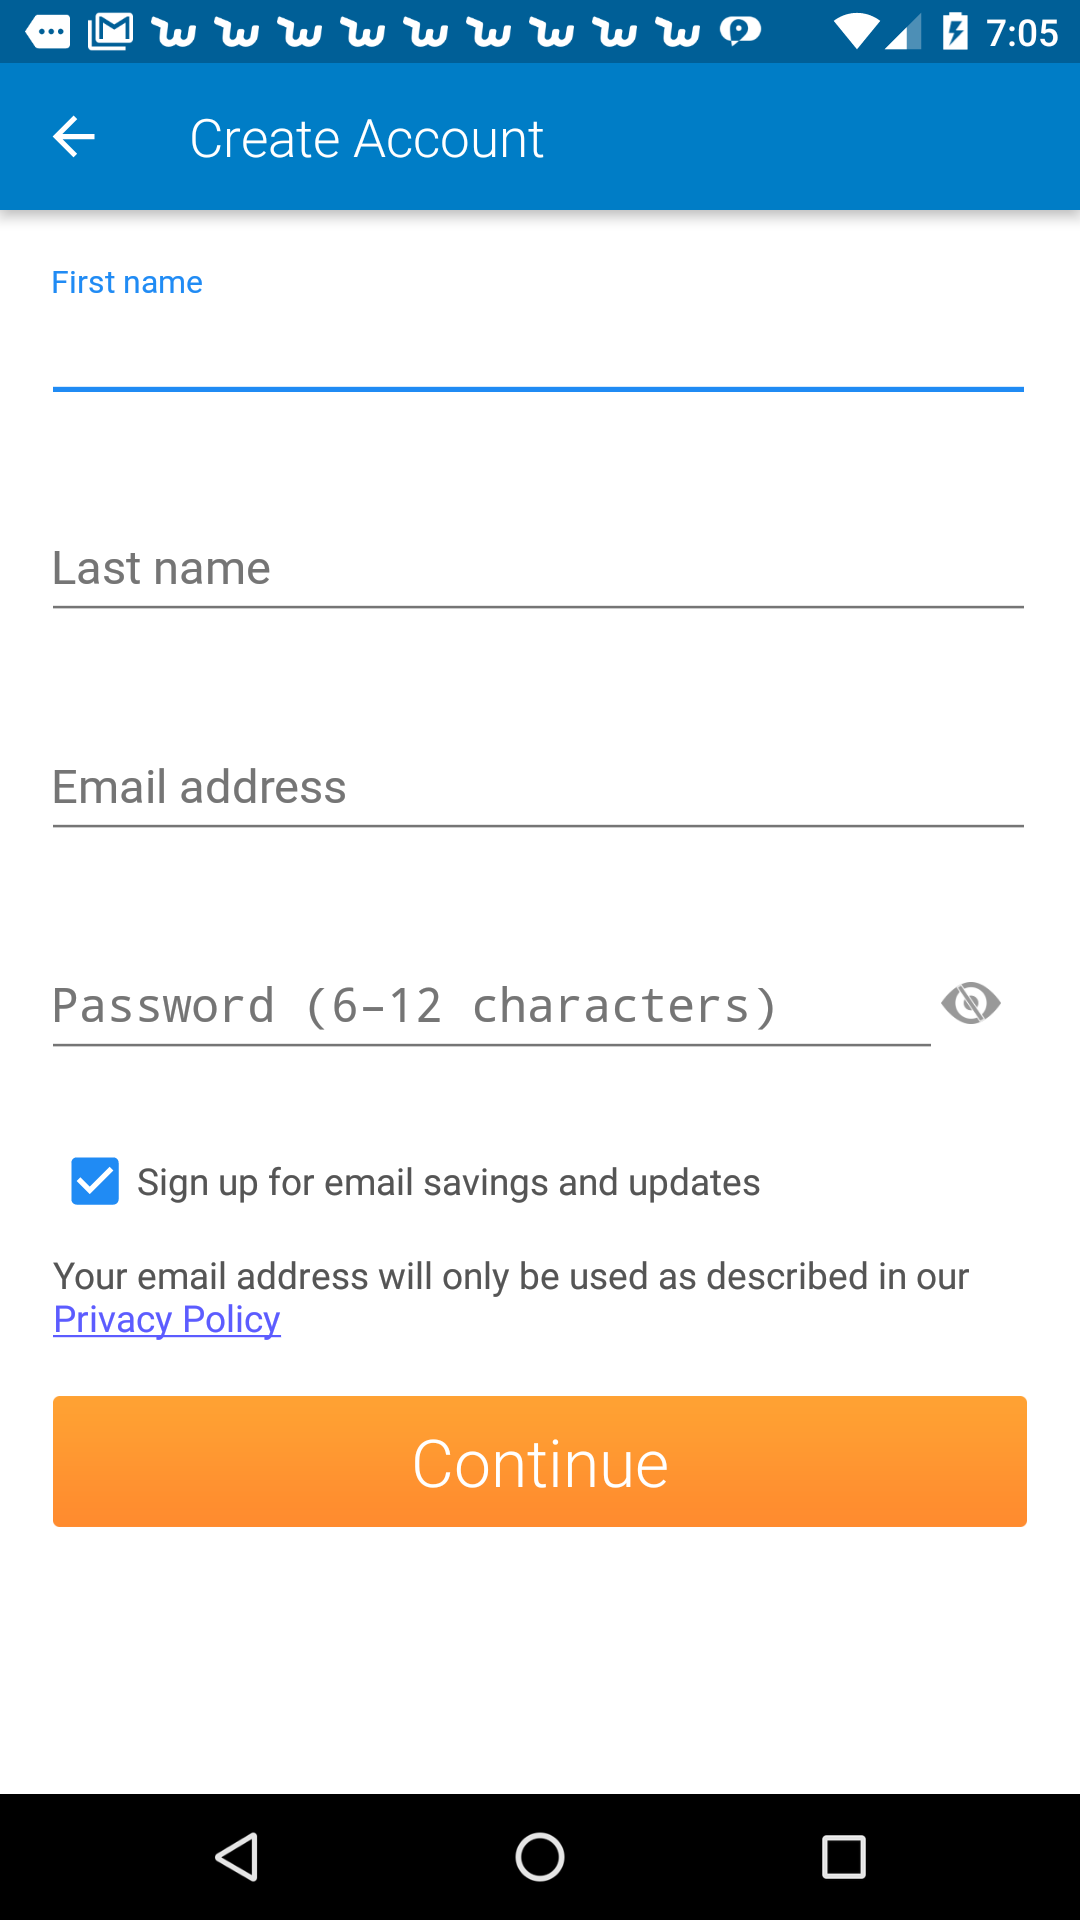 7:05
Create Account
First name
Last name
Email address
Password (6-12 characters)
Sign up for email savings and updates
Your email address will only be used as described in our
Privacy Policy
Continue